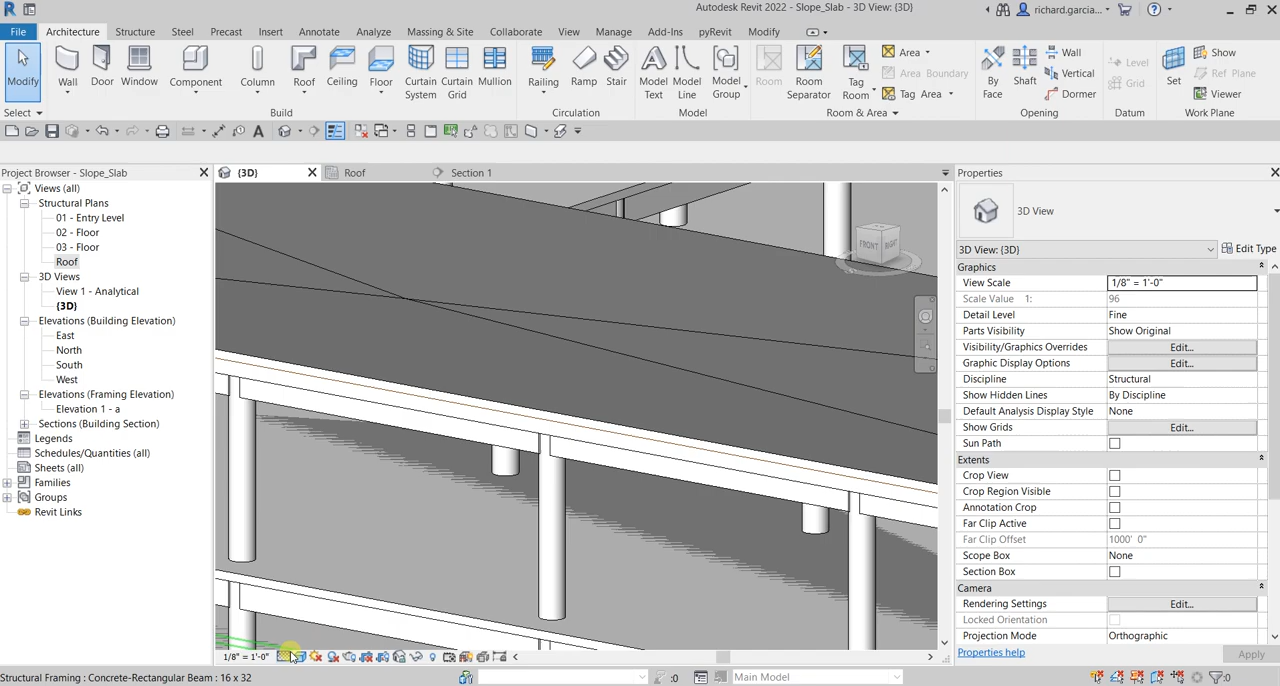 Autodesk Revit 2022 - Slope_Slab - 3D View: {3D}
richard.garcia...
File Architecture Structure Steel Precast Insert Annotate Analyze Massing & Site Collaborate View Manage Add-Ins pyRevit Modify
Modify
Wall
Door
Window
Component
Column
Roof
Ceiling
Floor
Curtain System
Curtain Grid
Mullion
Railing
Ramp
Stair
Model Text
Model Line
Model Group
Room
Room Separator
Tag Room
Area
Area Boundary
Tag Area
By Face
Shaft
Wall
Vertical
Dormer
Level
Grid
Set
Show
Ref Plane
Viewer
Select Build Circulation Model Room & Area Opening Datum Work Plane
Project Browser - Slope_Slab
{3D} Roof Section 1
Properties
Views (all)
Structural Plans
01 - Entry Level
02 - Floor
03 - Floor
Roof
3D Views
View 1 - Analytical
{3D}
Elevations (Building Elevation)
East
North
South
West
Elevations (Framing Elevation)
Elevation 1 - a
Sections (Building Section)
Legends
Schedules/Quantities (all)
Sheets (all)
Families
Groups
Revit Links
FRONT RIGHT
3D View
3D View: {3D} Edit Type
Graphics
View Scale 1/8" = 1'-0"
Scale Value 1: 96
Detail Level Fine
Parts Visibility Show Original
Visibility/Graphics Overrides Edit...
Graphic Display Options Edit...
Discipline Structural
Show Hidden Lines By Discipline
Default Analysis Display Style None
Show Grids Edit...
Sun Path
Extents
Crop View
Crop Region Visible
Annotation Crop
Far Clip Active
Far Clip Offset 1000' 0"
Scope Box None
Section Box
Camera
Rendering Settings Edit...
Locked Orientation
Projection Mode Orthographic
Properties help Apply
1/8" = 1'-0"
Structural Framing : Concrete-Rectangular Beam : 16 x 32
:0 Main Model :0